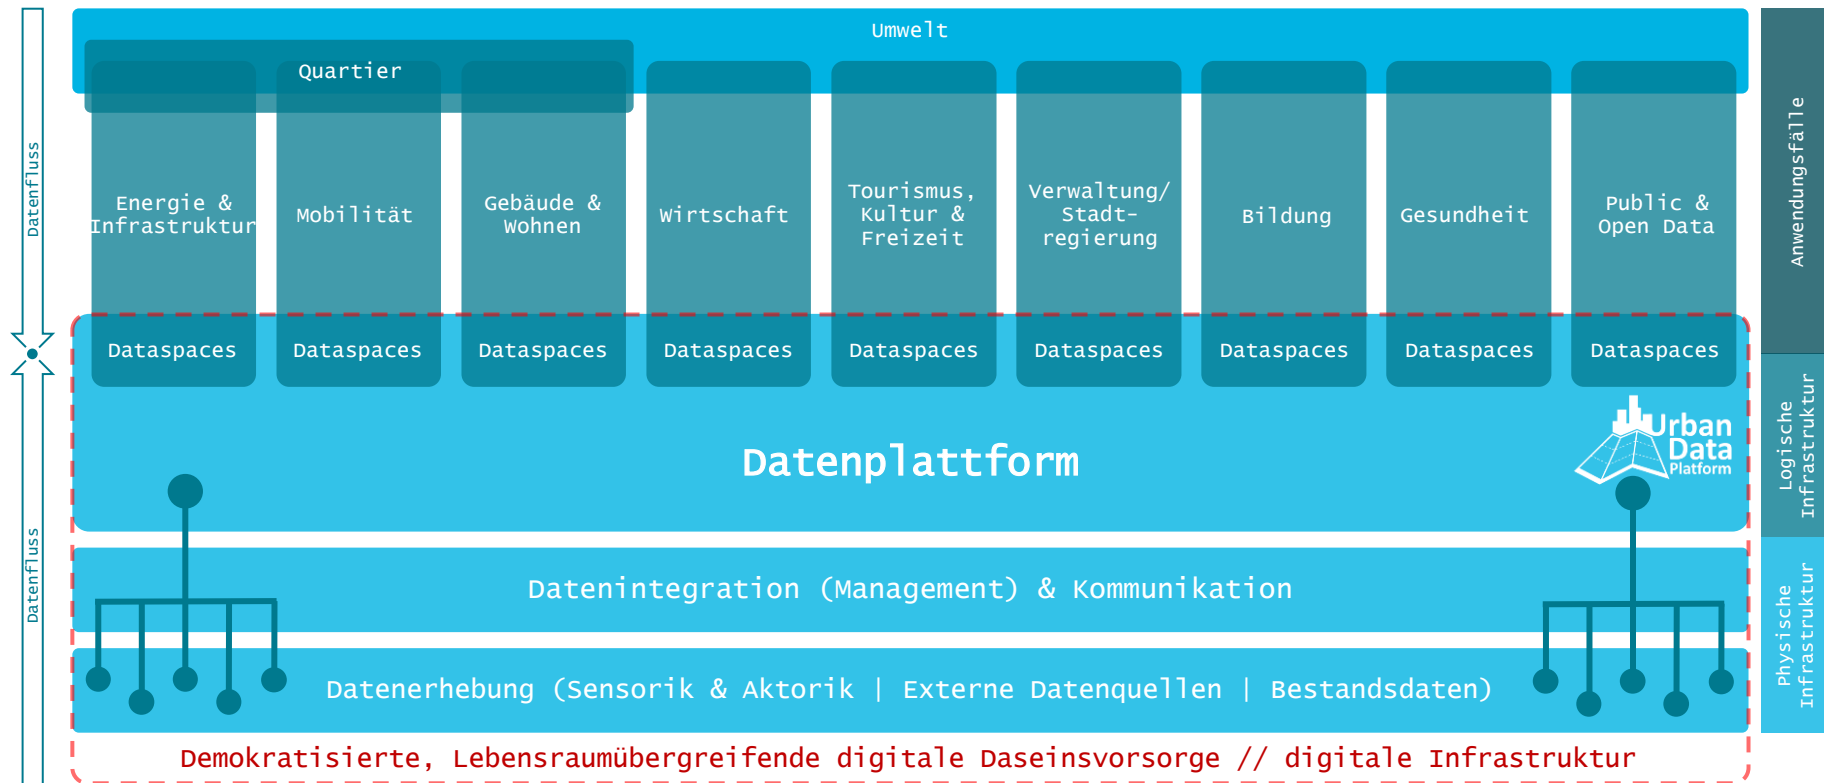 Umwelt
Quartier
Datenfluss
Energie &
Infrastruktur
Mobilität
Gebäude &
Wohnen
Wirtschaft
Tourismus,
Kultur &
Freizeit
Verwaltung/
Stadt-
regierung
Bildung
Gesundheit
Public &
Open Data
Anwendungsfälle
Dataspaces
Dataspaces
Dataspaces
Dataspaces
Dataspaces
Dataspaces
Dataspaces
Dataspaces
Dataspaces
Datenplattform
Urban
Data
Platform
Logische
Infrastruktur
Datenfluss
Datenintegration (Management) & Kommunikation
Datenerhebung (Sensorik & Aktorik | Externe Datenquellen | Bestandsdaten)
Physische
Infrastruktur
Demokratisierte, Lebensraumübergreifende digitale Daseinsvorsorge // digitale Infrastruktur